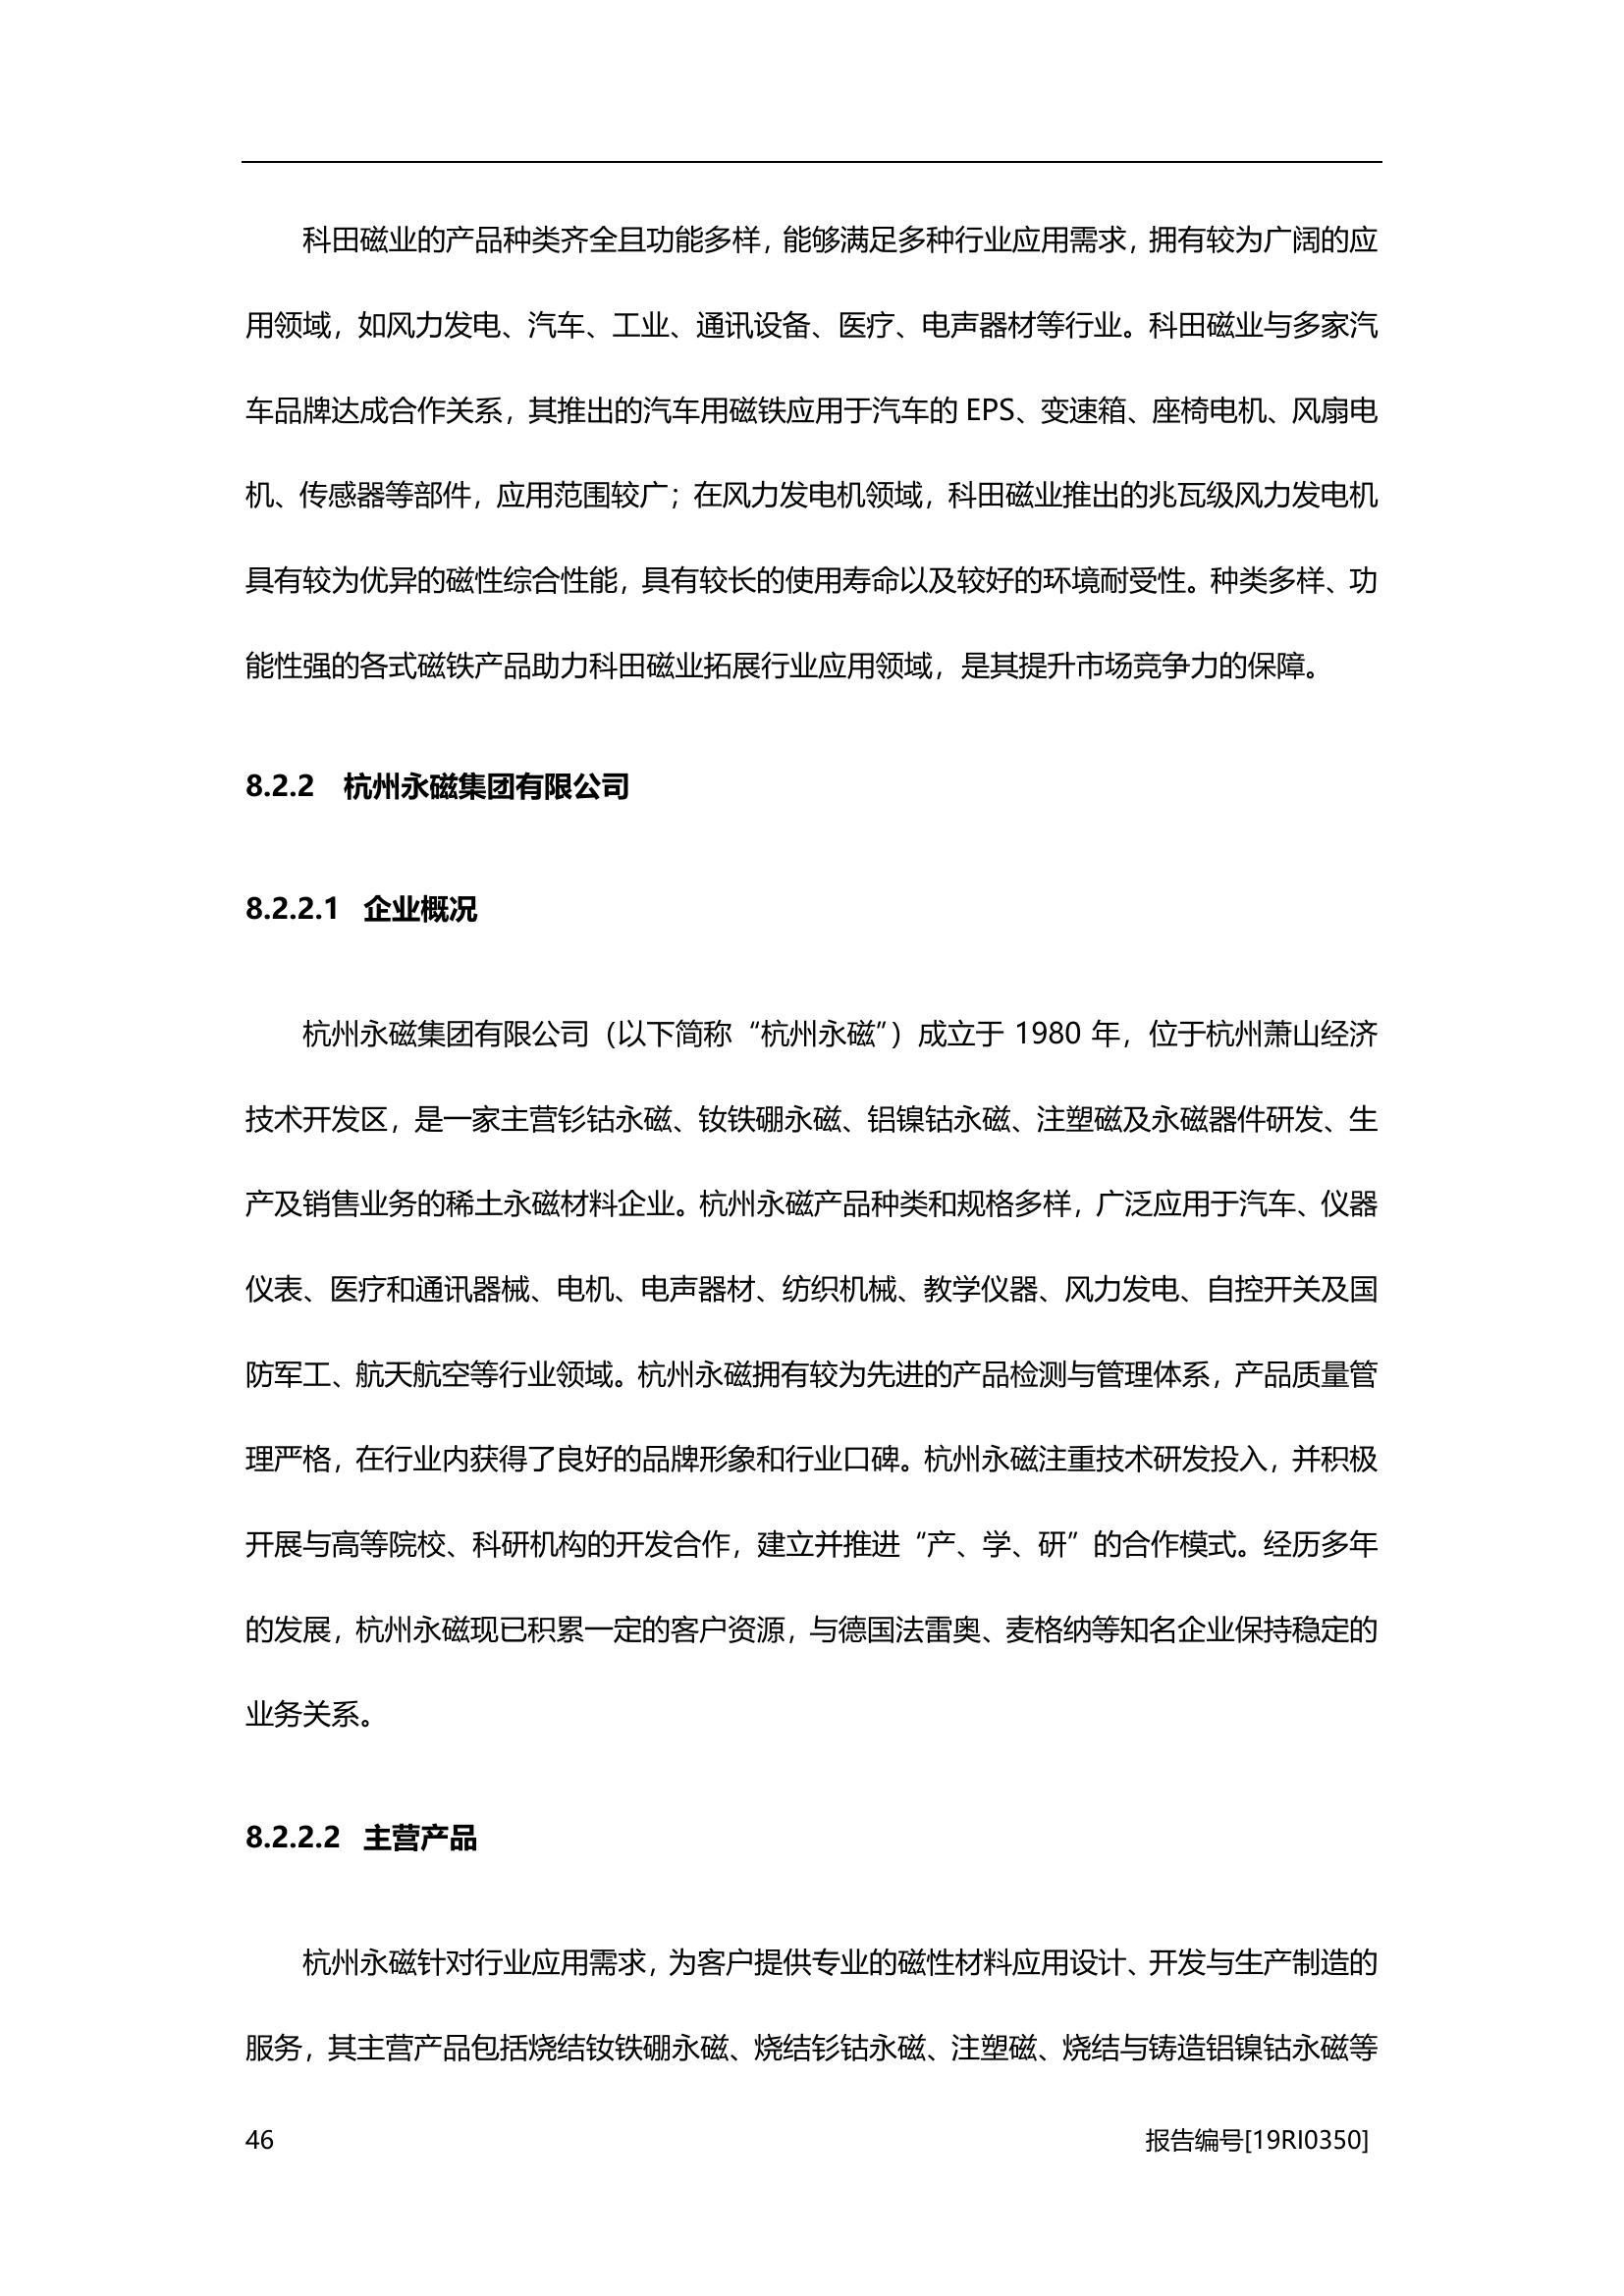 科田磁业的产品种类齐全且功能多样，能够满足多种行业应用需求，拥有较为广阔的应
用领域，如风力发电、汽车、工业、通讯设备、医疗、电声器材等行业。科田磁业与多家汽
车品牌达成合作关系，其推出的汽车用磁铁应用于汽车的 EPS、变速箱、座椅电机、风扇电
机、传感器等部件，应用范围较广；在风力发电机领域，科田磁业推出的兆瓦级风力发电机
具有较为优异的磁性综合性能，具有较长的使用寿命以及较好的环境耐受性。种类多样、功
能性强的各式磁铁产品助力科田磁业拓展行业应用领域，是其提升市场竞争力的保障。
8.2.2 杭州永磁集团有限公司
8.2.2.1 企业概况
杭州永磁集团有限公司（以下简称“杭州永磁”）成立于 1980 年，位于杭州萧山经济
技术开发区，是一家主营钐钴永磁、钕铁硼永磁、铝镍钴永磁、注塑磁及永磁器件研发、生
产及销售业务的稀土永磁材料企业。杭州永磁产品种类和规格多样，广泛应用于汽车、仪器
仪表、医疗和通讯器械、电机、电声器材、纺织机械、教学仪器、风力发电、自控开关及国
防军工、航天航空等行业领域。杭州永磁拥有较为先进的产品检测与管理体系，产品质量管
理严格，在行业内获得了良好的品牌形象和行业口碑。杭州永磁注重技术研发投入，并积极
开展与高等院校、科研机构的开发合作，建立并推进“产、学、研”的合作模式。经历多年
的发展，杭州永磁现已积累一定的客户资源，与德国法雷奥、麦格纳等知名企业保持稳定的
业务关系。
8.2.2.2 主营产品
杭州永磁针对行业应用需求，为客户提供专业的磁性材料应用设计、开发与生产制造的
服务，其主营产品包括烧结钕铁硼永磁、烧结钐钴永磁、注塑磁、烧结与铸造铝镍钴永磁等
46 报告编号[19RI0350]